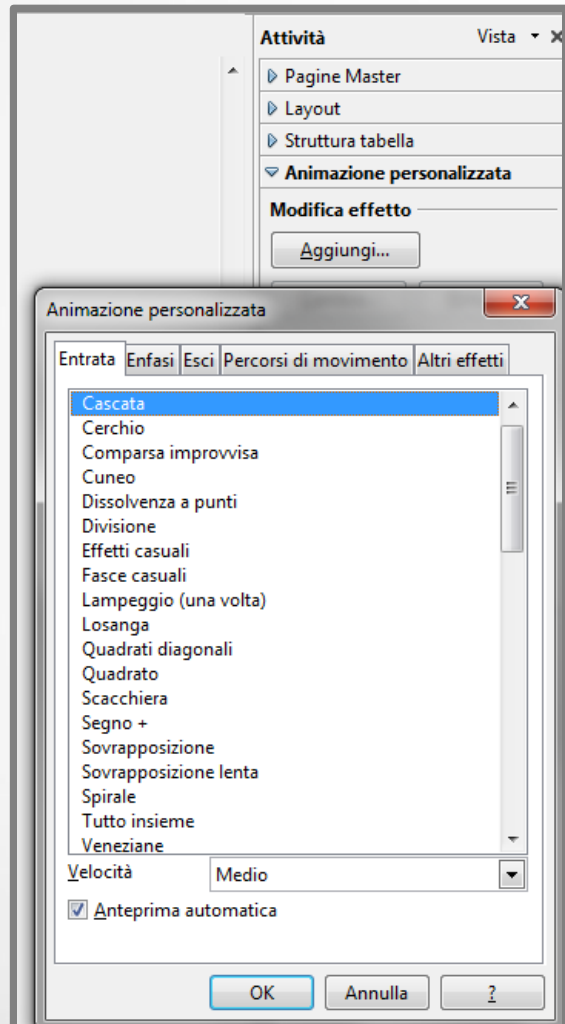 Attività Vista
Pagine Master
Layout
Struttura tabella
Animazione personalizzata
Modifica effetto
Aggiungi...
Animazione personalizzata
Entrata Enfasi Esci Percorsi di movimento Altri effetti
Cascata
Cerchio
Comparsa improvvisa
Cuneo
Dissolvenza a punti
Divisione
Effetti casuali
Fasce casuali
Lampeggio (una volta)
Losanga
Quadrati diagonali
Quadrato
Scacchiera
Segno +
Sovrapposizione
Sovrapposizione lenta
Spirale
Tutto insieme
Veneziane
Velocità Medio
Anteprima automatica
OK Annulla ?